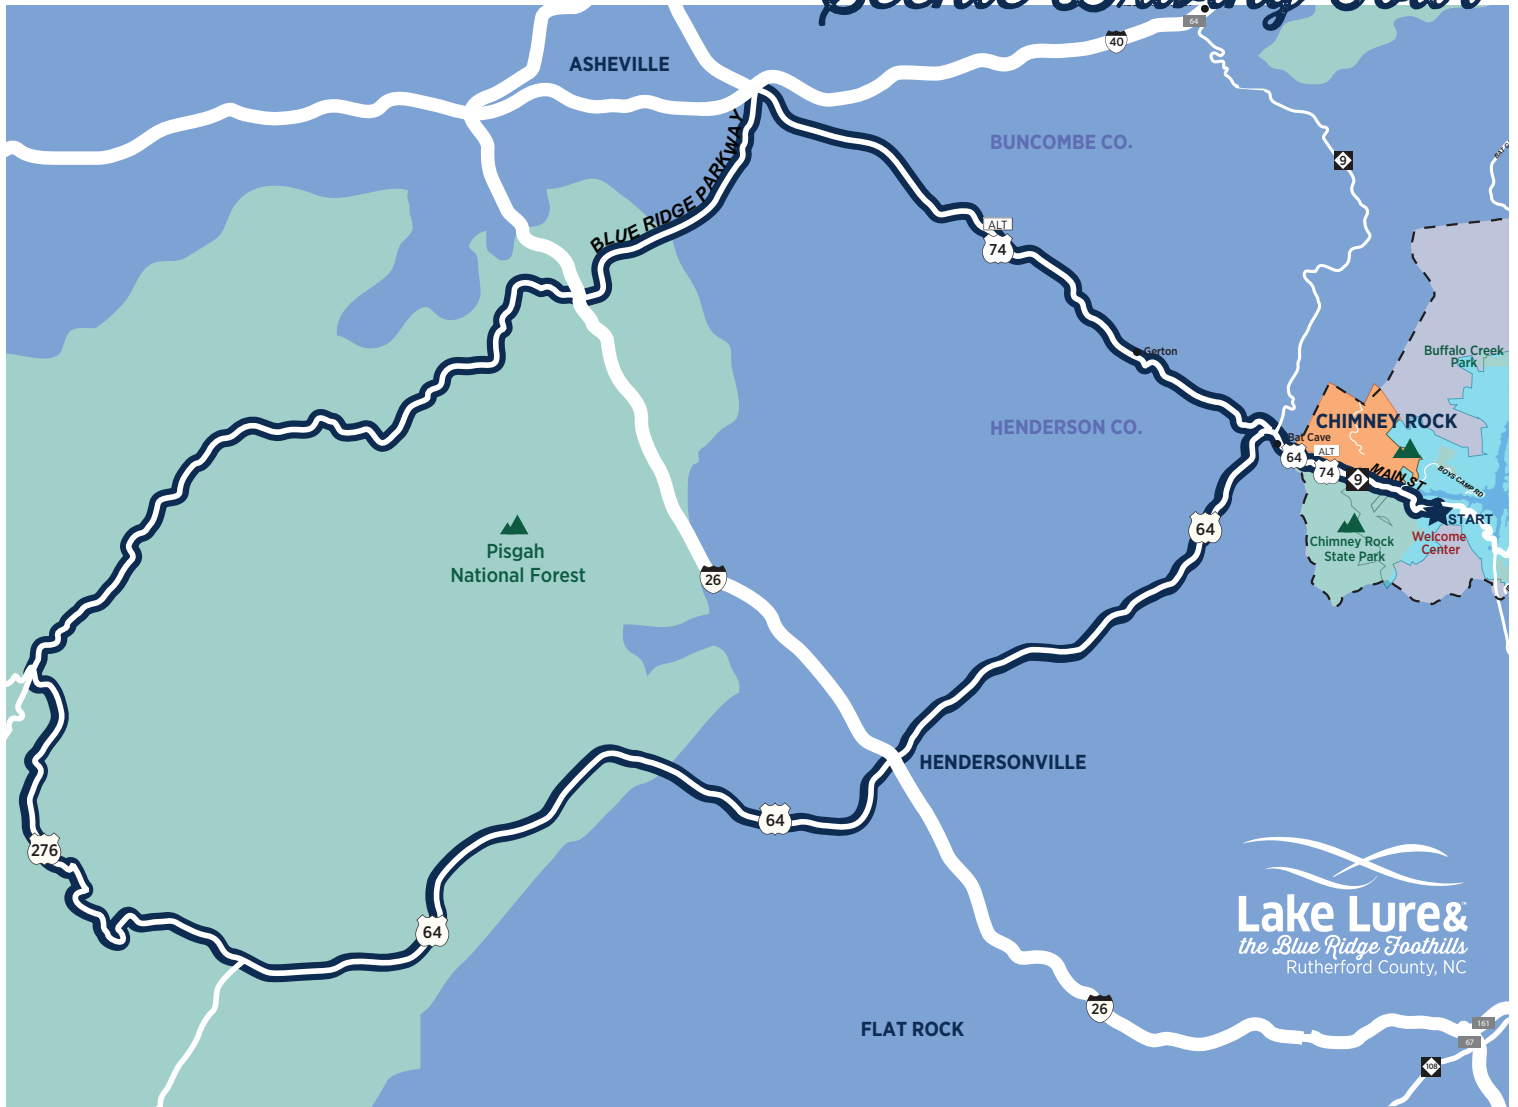 Scenic Driving Tour
64
40
ASHEVILLE
BLUE RIDGE PARKWAY
BUNCOMBE CO.
9
ALT
74
Gerton
Buffalo Creek
Park
HENDERSON CO.
CHIMNEY ROCK
Bat Cave
64
ALT
74
9
MAIN ST
BOYS CAMP RD
START
Welcome
Center
Chimney Rock
State Park
64
Pisgah
National Forest
26
HENDERSONVILLE
64
276
64
Lake Lure&
the Blue Ridge Foothills
Rutherford County, NC
26
FLAT ROCK
161
67
108